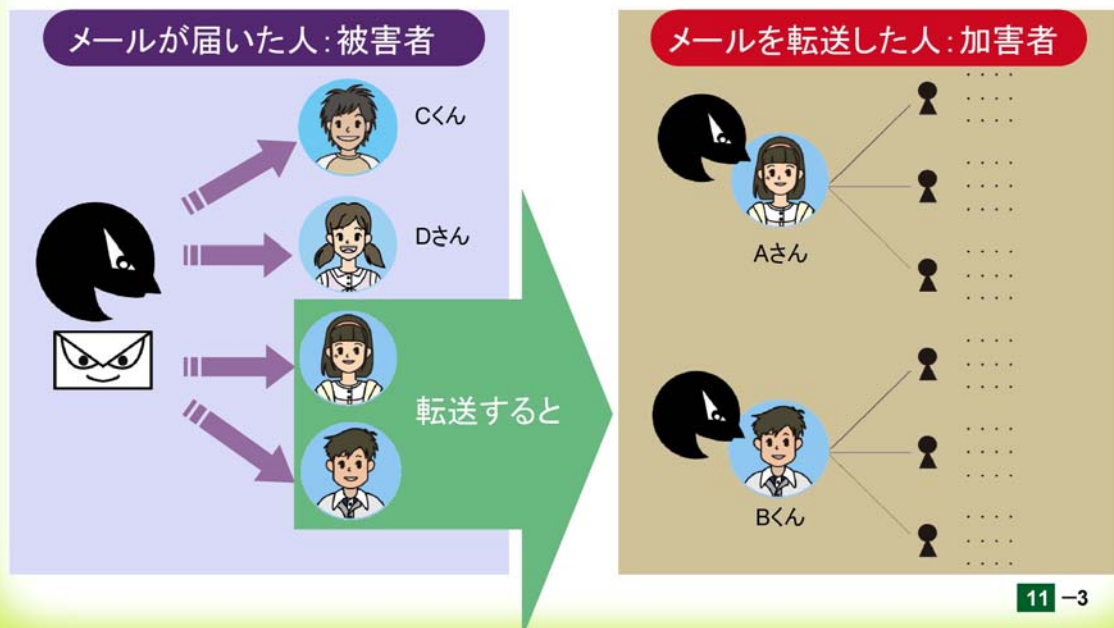 メールが届いた人：被害者
メールを転送した人：加害者
Cくん
Dさん
転送すると
Aさん
Bくん
11 −3